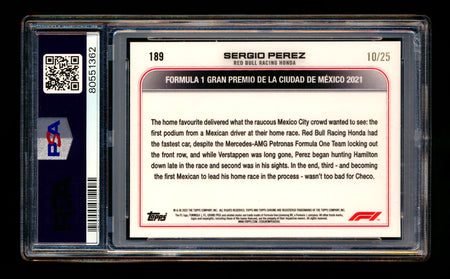 80551362
PSA
189
SERGIO PEREZ
RED BULL RACING HONDA
10/25
FORMULA 1 GRAN PREMIO DE LA CIUDAD DE MÉXICO 2021
The home favourite delivered what the raucous Mexico City crowd wanted to see: the
first podium from a Mexican driver at their home race. Red Bull Racing Honda had
the fastest car, despite the Mercedes-AMG Petronas Formula One Team locking out
the front row, and while Verstappen was long gone, Perez began hunting Hamilton
down late in the race and second was in his sights. In the end, third - and becoming
the first Mexican to lead his home race in the process - wasn't too bad for Checo.
Topps
F1